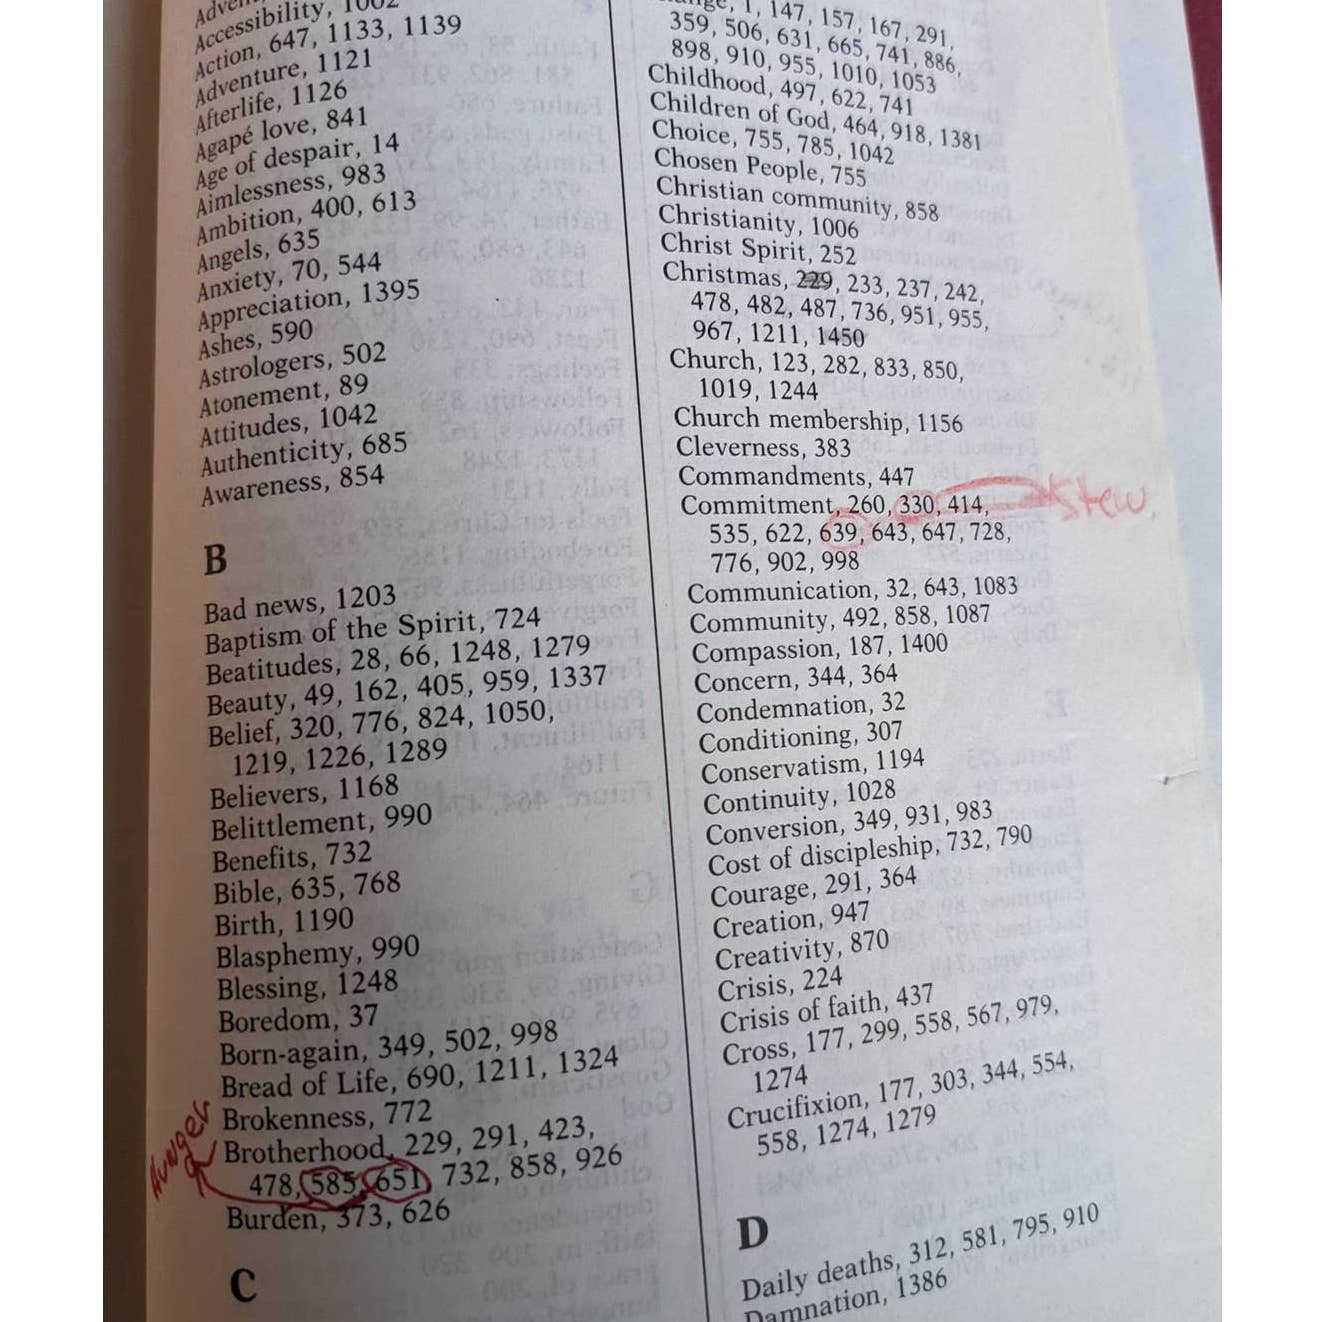 Accessibility, 1002
Action, 647, 1133, 1139
Adventure, 1121
Afterlife, 1126
Agapé love, 841
Age of despair, 14
Aimlessness, 983
Ambition, 400, 613
Angels, 635
Anxiety, 70, 544
Appreciation, 1395
Ashes, 590
Astrologers, 502
Atonement, 89
Attitudes, 1042
Authenticity, 685
Awareness, 854
B
Bad news, 1203
Baptism of the Spirit, 724
Beatitudes, 28, 66, 1248, 1279
Beauty, 49, 162, 405, 959, 1337
Belief, 320, 776, 824, 1050,
1219, 1226, 1289
Believers, 1168
Belittlement, 990
Benefits, 732
Bible, 635, 768
Birth, 1190
Blasphemy, 990
Blessing, 1248
Boredom, 37
Born-again, 349, 502, 998
Bread of Life, 690, 1211, 1324
Brokenness, 772
Hunger
Brotherhood, 229, 291, 423,
478, 585, 651, 732, 858, 926
Burden, 373, 626
C
1, 147, 157, 167, 291,
359, 506, 631, 665, 741, 886,
898, 910, 955, 1010, 1053
Childhood, 497, 622, 741
Children of God, 464, 918, 1381
Choice, 755, 785, 1042
Chosen People, 755
Christian community, 858
Christianity, 1006
Christ Spirit, 252
Christmas, 229, 233, 237, 242,
478, 482, 487, 736, 951, 955,
967, 1211, 1450
Church, 123, 282, 833, 850,
1019, 1244
Church membership, 1156
Cleverness, 383
Commandments, 447
Commitment, 260, 330, 414,
Stew
535, 622, 639, 643, 647, 728,
776, 902, 998
Communication, 32, 643, 1083
Community, 492, 858, 1087
Compassion, 187, 1400
Concern, 344, 364
Condemnation, 32
Conditioning, 307
Conservatism, 1194
Continuity, 1028
Conversion, 349, 931, 983
Cost of discipleship, 732, 790
Courage, 291, 364
Creation, 947
Creativity, 870
Crisis, 224
Crisis of faith, 437
Cross, 177, 299, 558, 567, 979,
1274
Crucifixion, 177, 303, 344, 554,
558, 1274, 1279
D
Daily deaths, 312, 581, 795, 910
Damnation, 1386